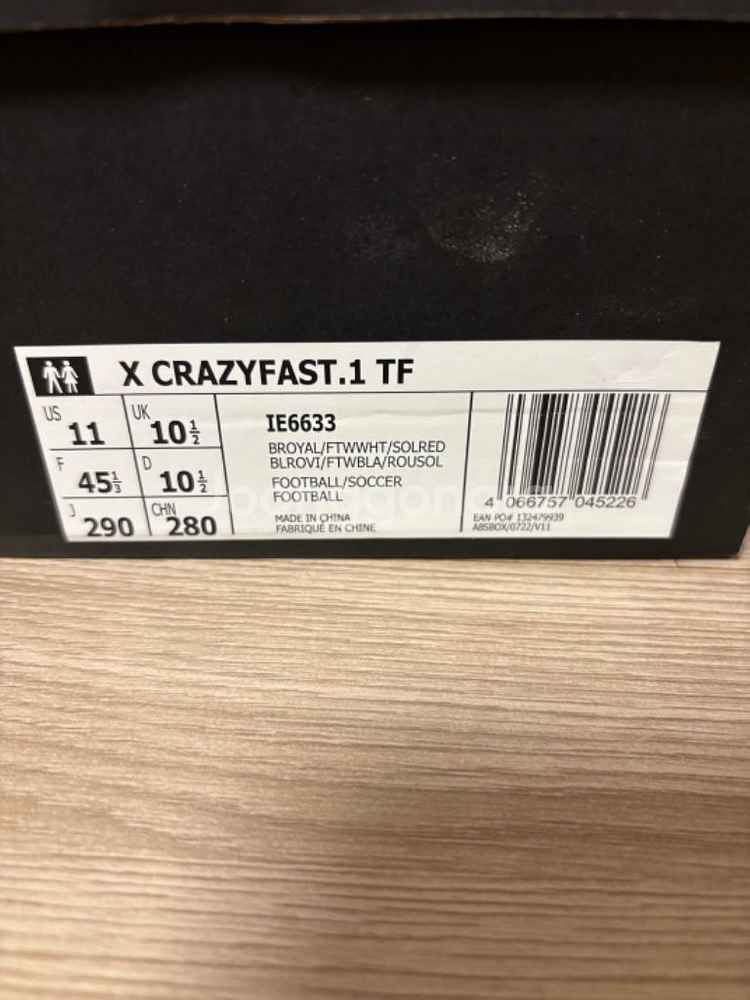 X CRAZYFAST.1 TF
US 11 UK 10½
F 45⅓ D 10½
J 290 CHN 280
IE6633
BROYAL/FTWWHT/SOLRED
BLROVI/FTWBLA/ROUSOL
FOOTBALL/SOCCER
FOOTBALL
MADE IN CHINA
FABRIQUÉ EN CHINE
4 066757 045226
EAN PO# 132479939
ABSBOX/0722/V11